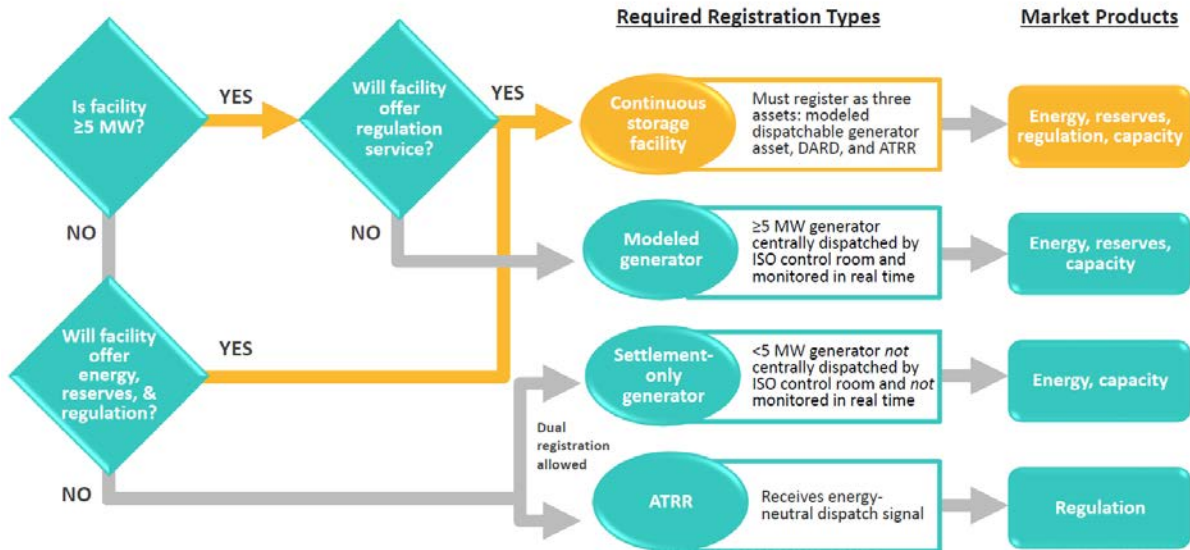 Required Registration Types
Market Products
Is facility
≥5 MW?
YES
Will facility
offer
regulation
service?
YES
Continuous
storage
facility
Must register as three
assets: modeled
dispatchable generator
asset, DARD, and ATRR
Energy, reserves,
regulation, capacity
NO
NO
Modeled
generator
≥5 MW generator
centrally dispatched by
ISO control room and
monitored in real time
Energy, reserves,
capacity
Will facility
offer
energy,
reserves, &
regulation?
YES
Settlement-
only
generator
<5 MW generator not
centrally dispatched by
ISO control room and not
monitored in real time
Energy, capacity
Dual
registration
allowed
NO
ATRR
Receives energy-
neutral dispatch signal
Regulation